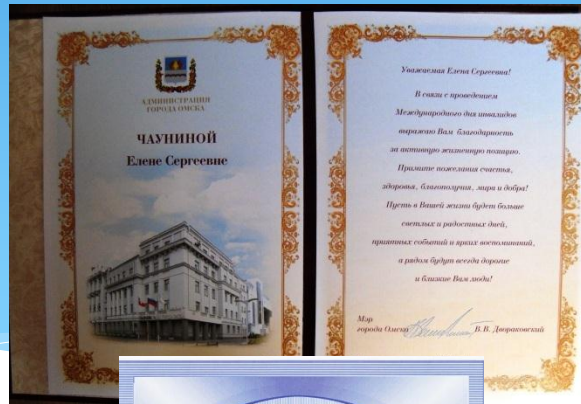 АДМИНИСТРАЦИЯ
ГОРОДА ОМСКА
ЧАУНИНОЙ
Елене Сергеевне
Уважаемая Елена Сергеевна!
В связи с проведением
Международного дня инвалидов
выражаю Вам благодарность
за активную жизненную позицию.
Примите пожелания счастья,
здоровья, благополучия, мира и добра!
Пусть в Вашей жизни будет больше
светлых и радостных дней,
приятных событий и ярких воспоминаний,
а рядом будут всегда дорогие
и близкие Вам люди!
Мэр
города Омска В.В. Двораковский